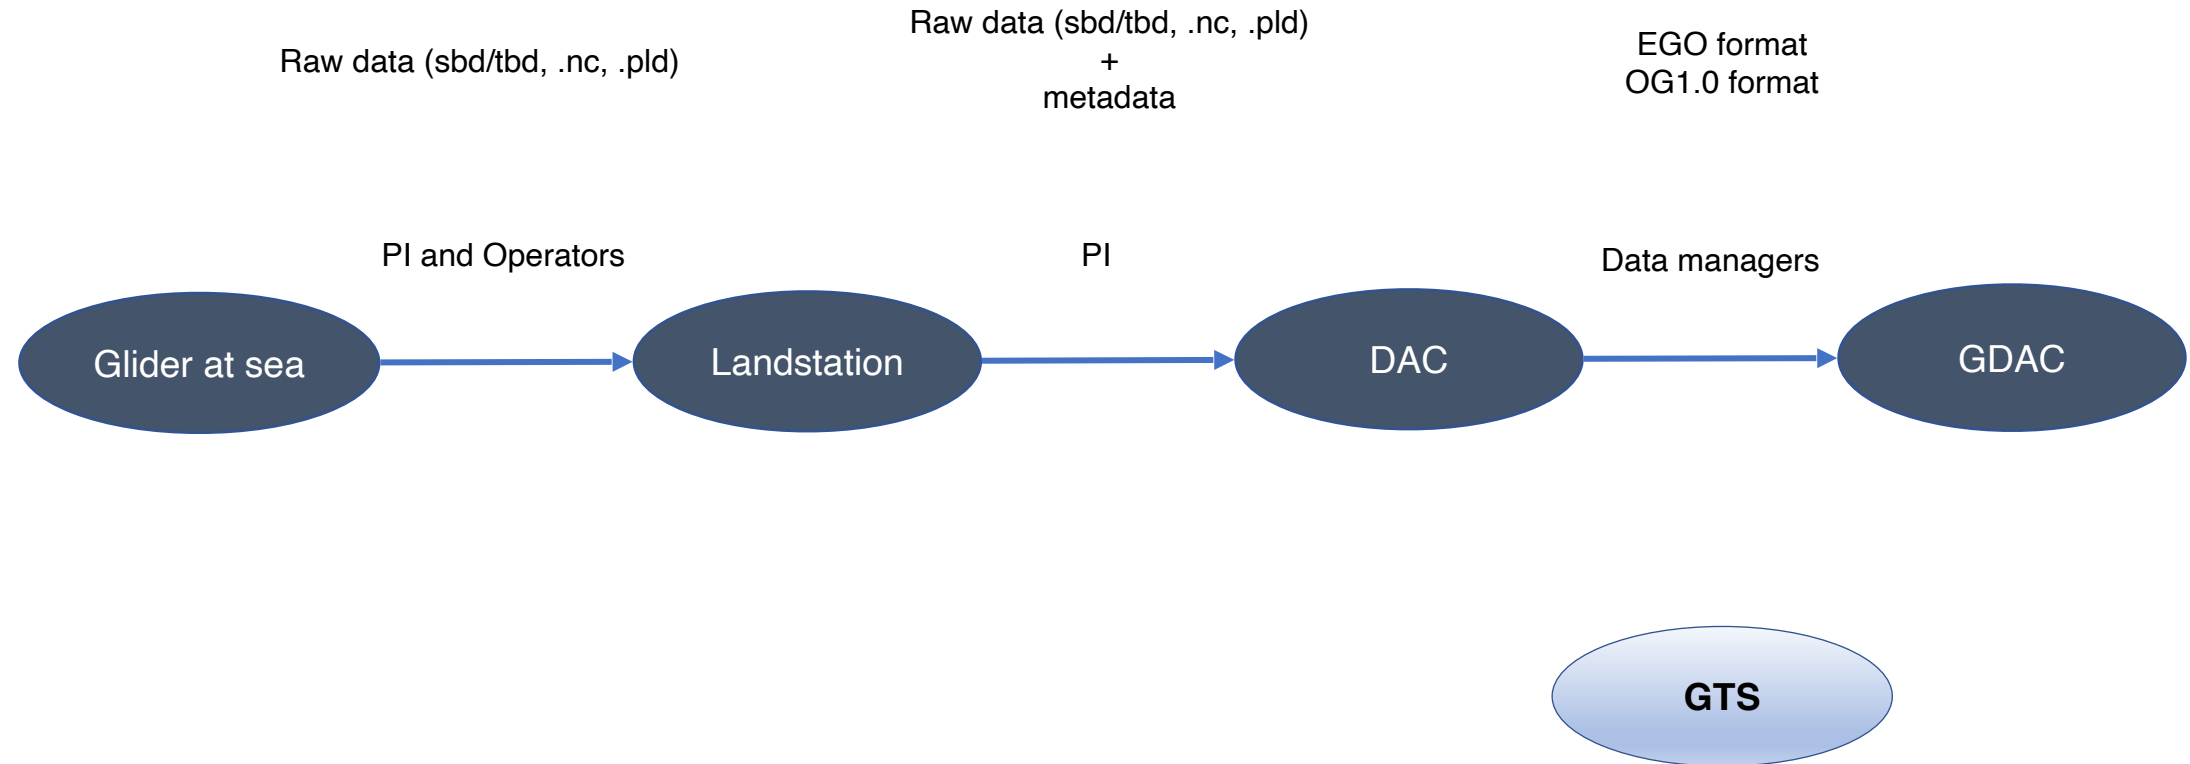 Raw data (sbd/tbd, .nc, .pld)
Raw data (sbd/tbd, .nc, .pld)
+
metadata
EGO format
OG1.0 format
PI and Operators
PI
Data managers
Glider at sea
Landstation
DAC
GDAC
GTS